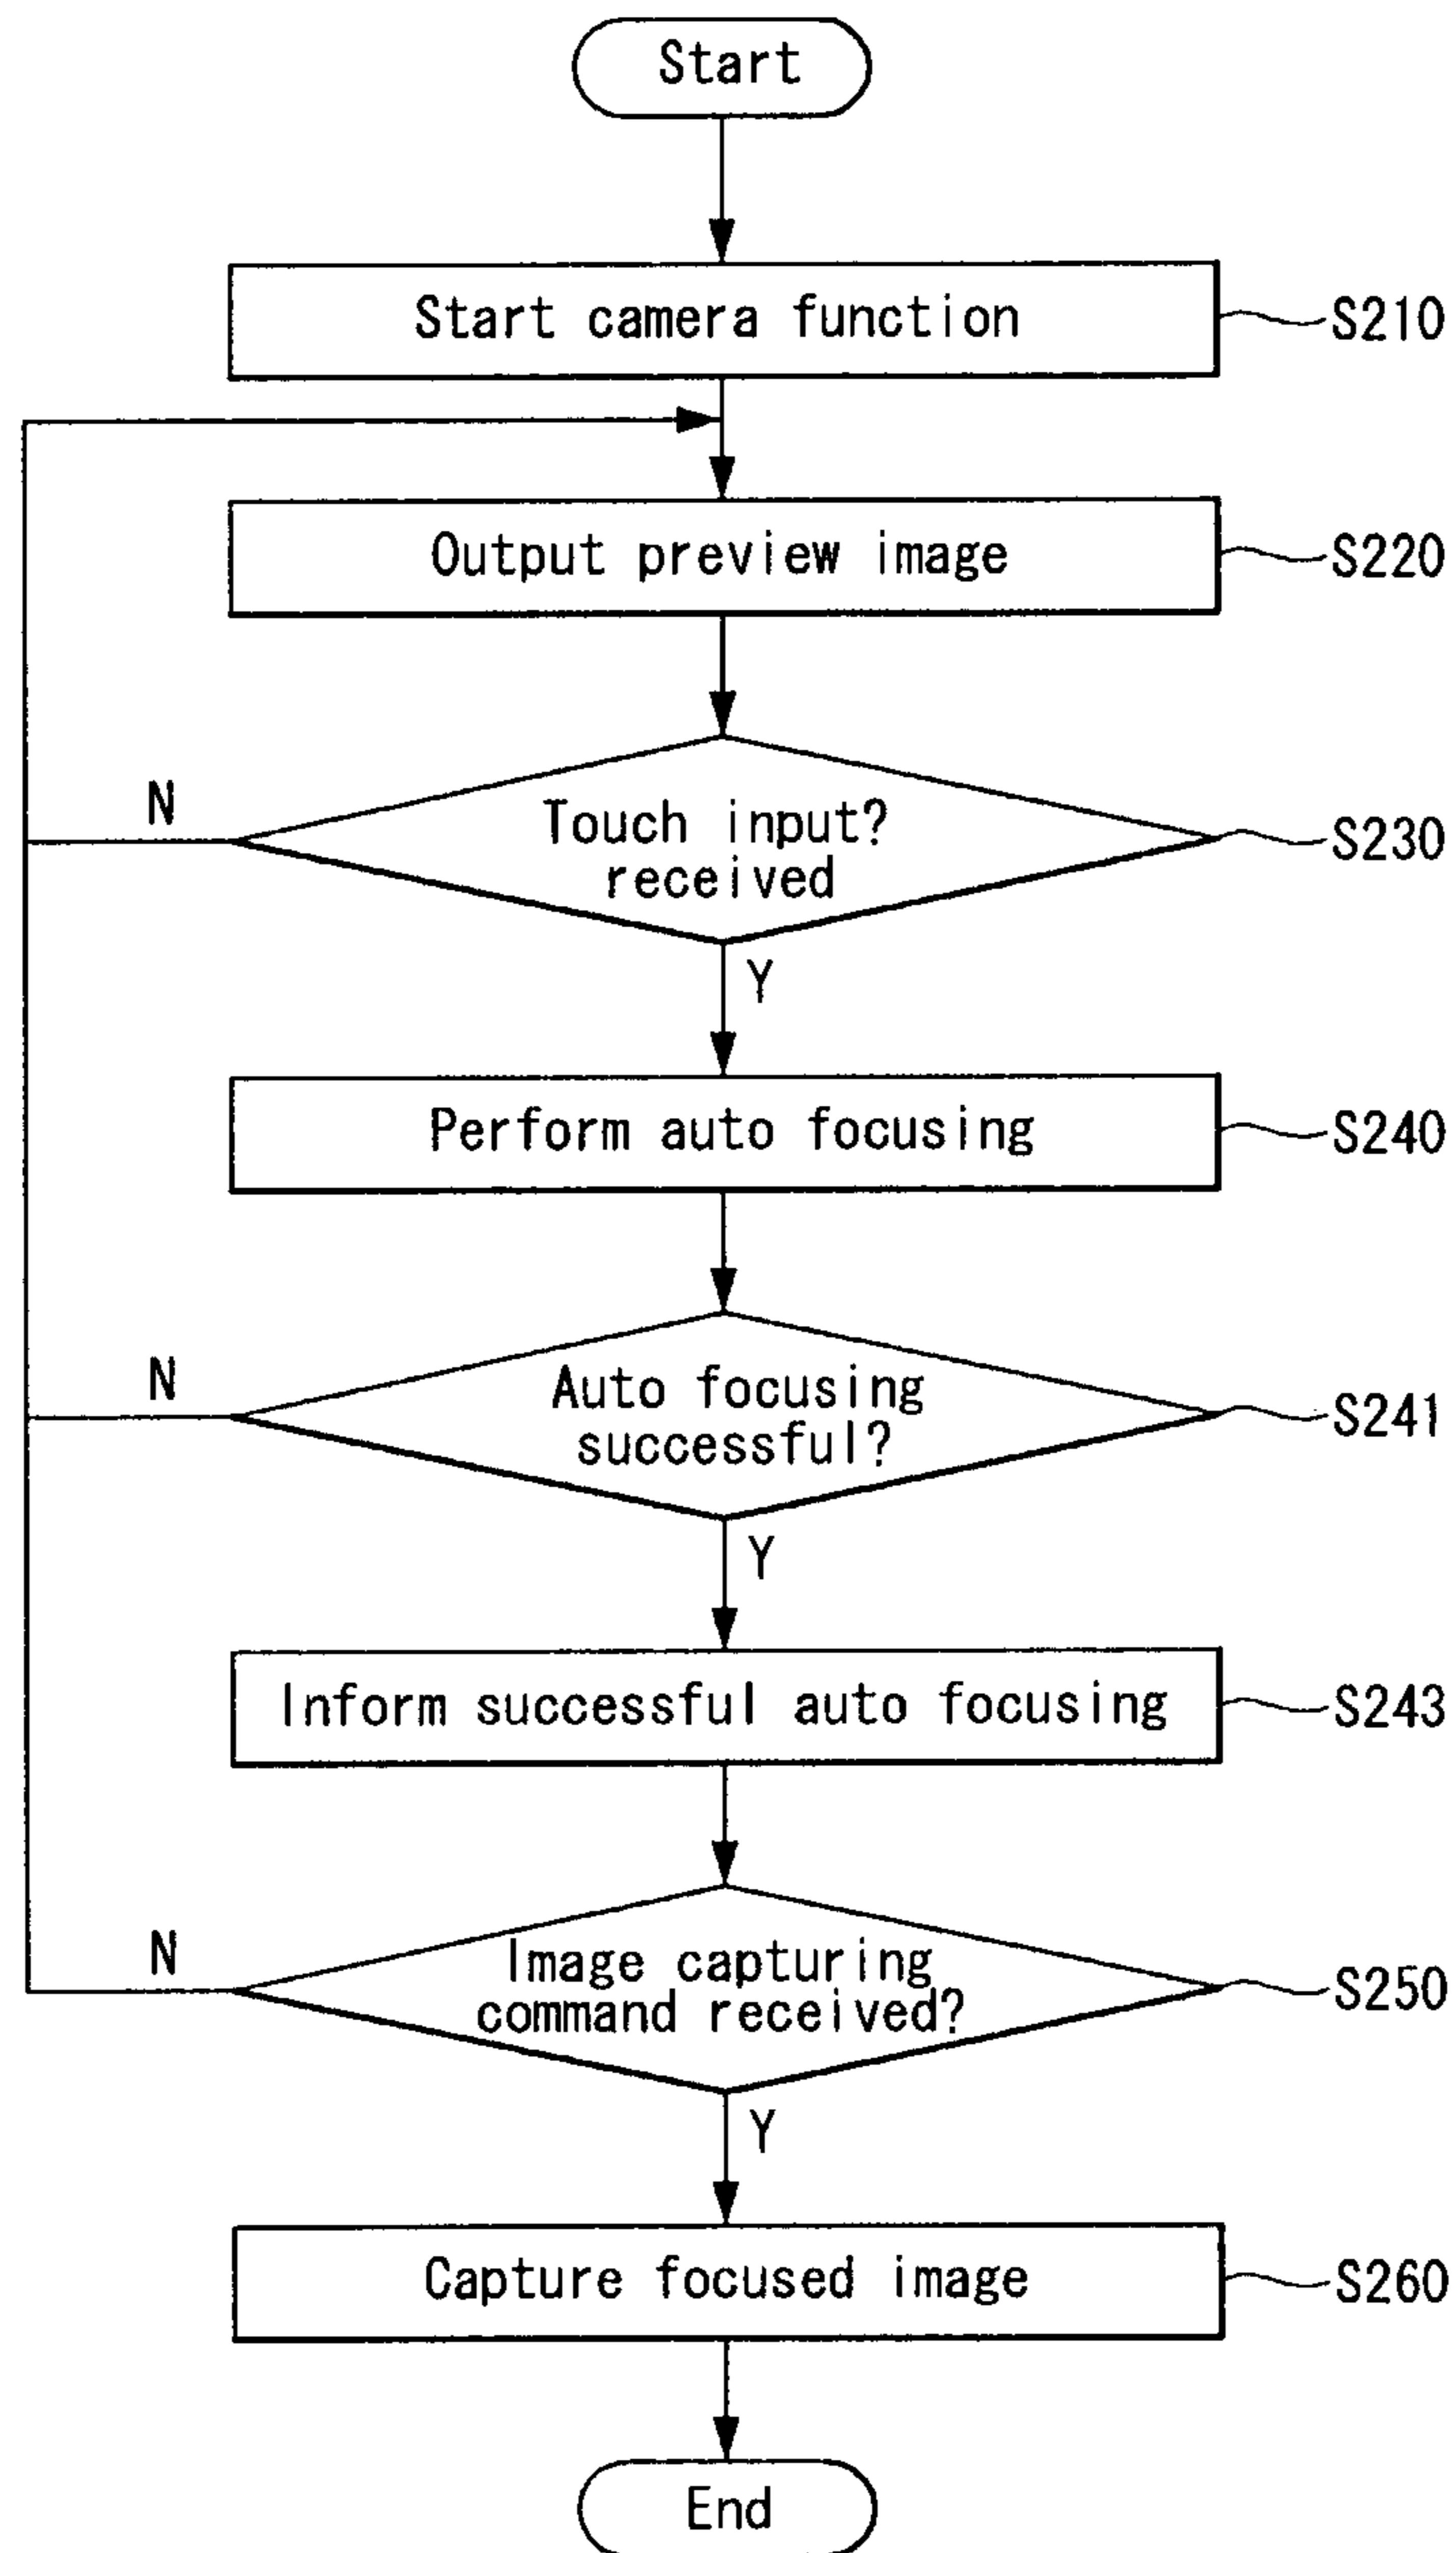 Start
Start camera function
S210
Output preview image
S220
N
Touch input?
received
S230
Y
Perform auto focusing
S240
N
Auto focusing
successful?
S241
Y
Inform successful auto focusing
S243
N
Image capturing
command received?
S250
Y
Capture focused image
S260
End